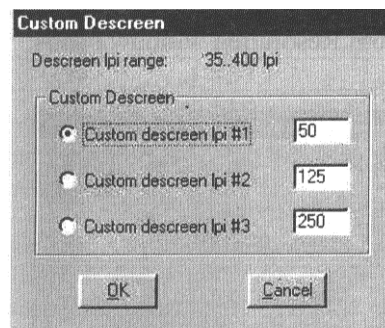 Custom Descreen
Descreen lpi range: 35..400 lpi
Custom Descreen
Custom descreen lpi #1 50
Custom descreen lpi #2 125
Custom descreen lpi #3 250
OK Cancel